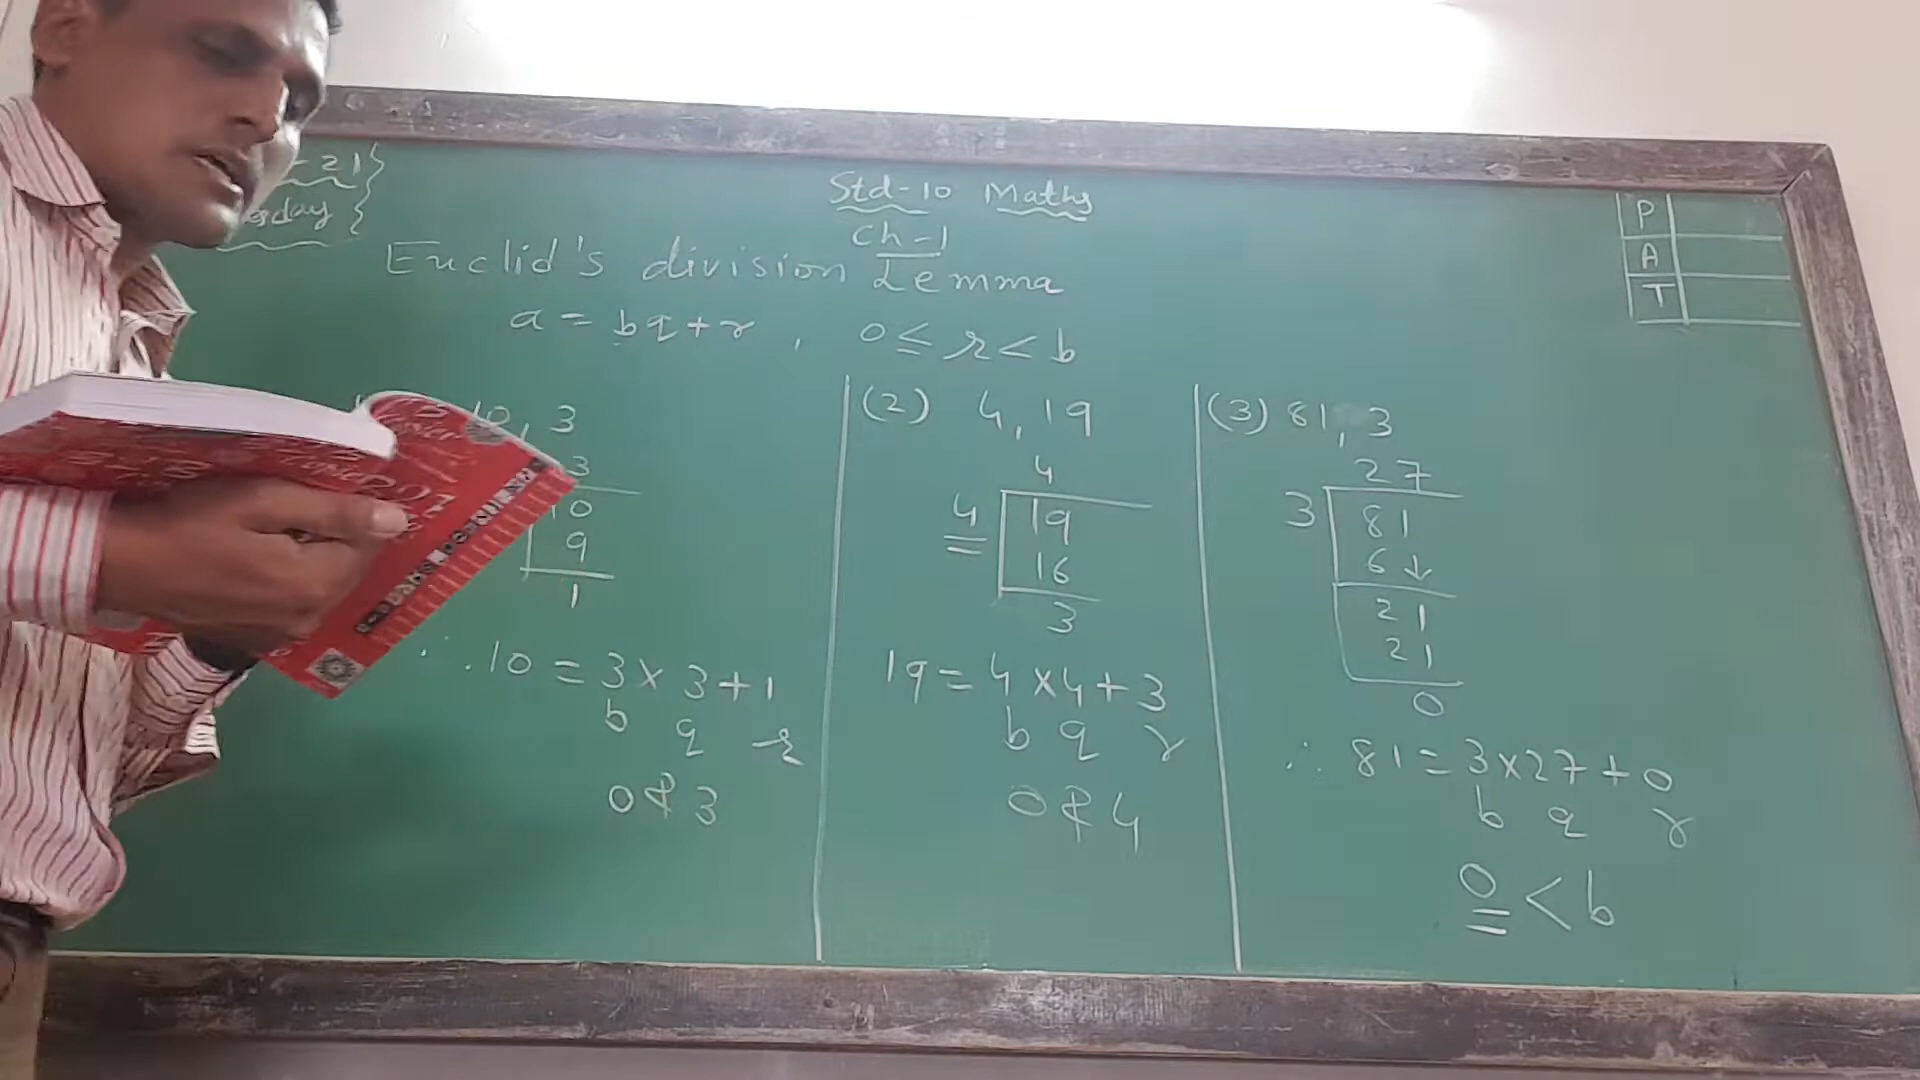 21
Std-10 Maths
Ch-1
Euclid's division Lemma
a = bq + r , 0 ≤ r < b
P
A
T
10, 3
3
10
9
1
∴ 10 = 3 × 3 + 1
b q r
0 & 3
(2) 4, 19
4
4 19
16
3
19 = 4 × 4 + 3
b q r
0 & 4
(3) 81, 3
27
3 81
6 ↓
21
21
0
∴ 81 = 3 × 27 + 0
b q r
0 < b